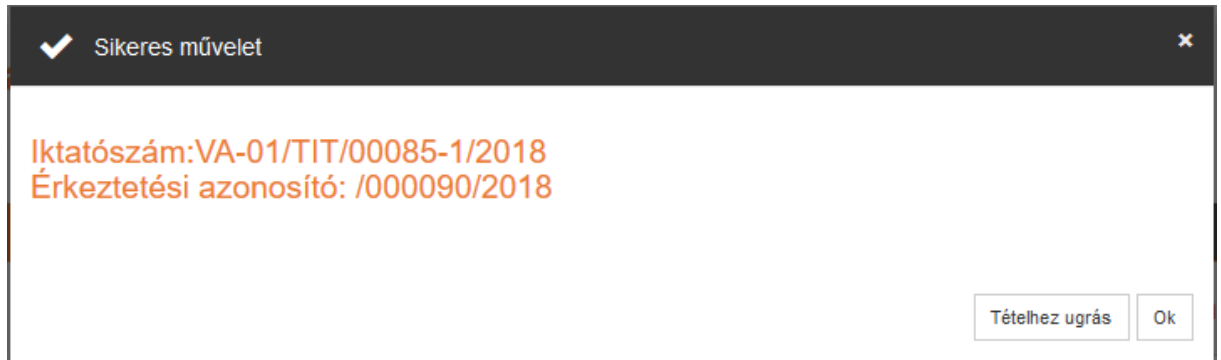 Sikeres művelet
Iktatószám:VA-01/TIT/00085-1/2018
Érkeztetési azonosító: /000090/2018
Tételhez ugrás
Ok